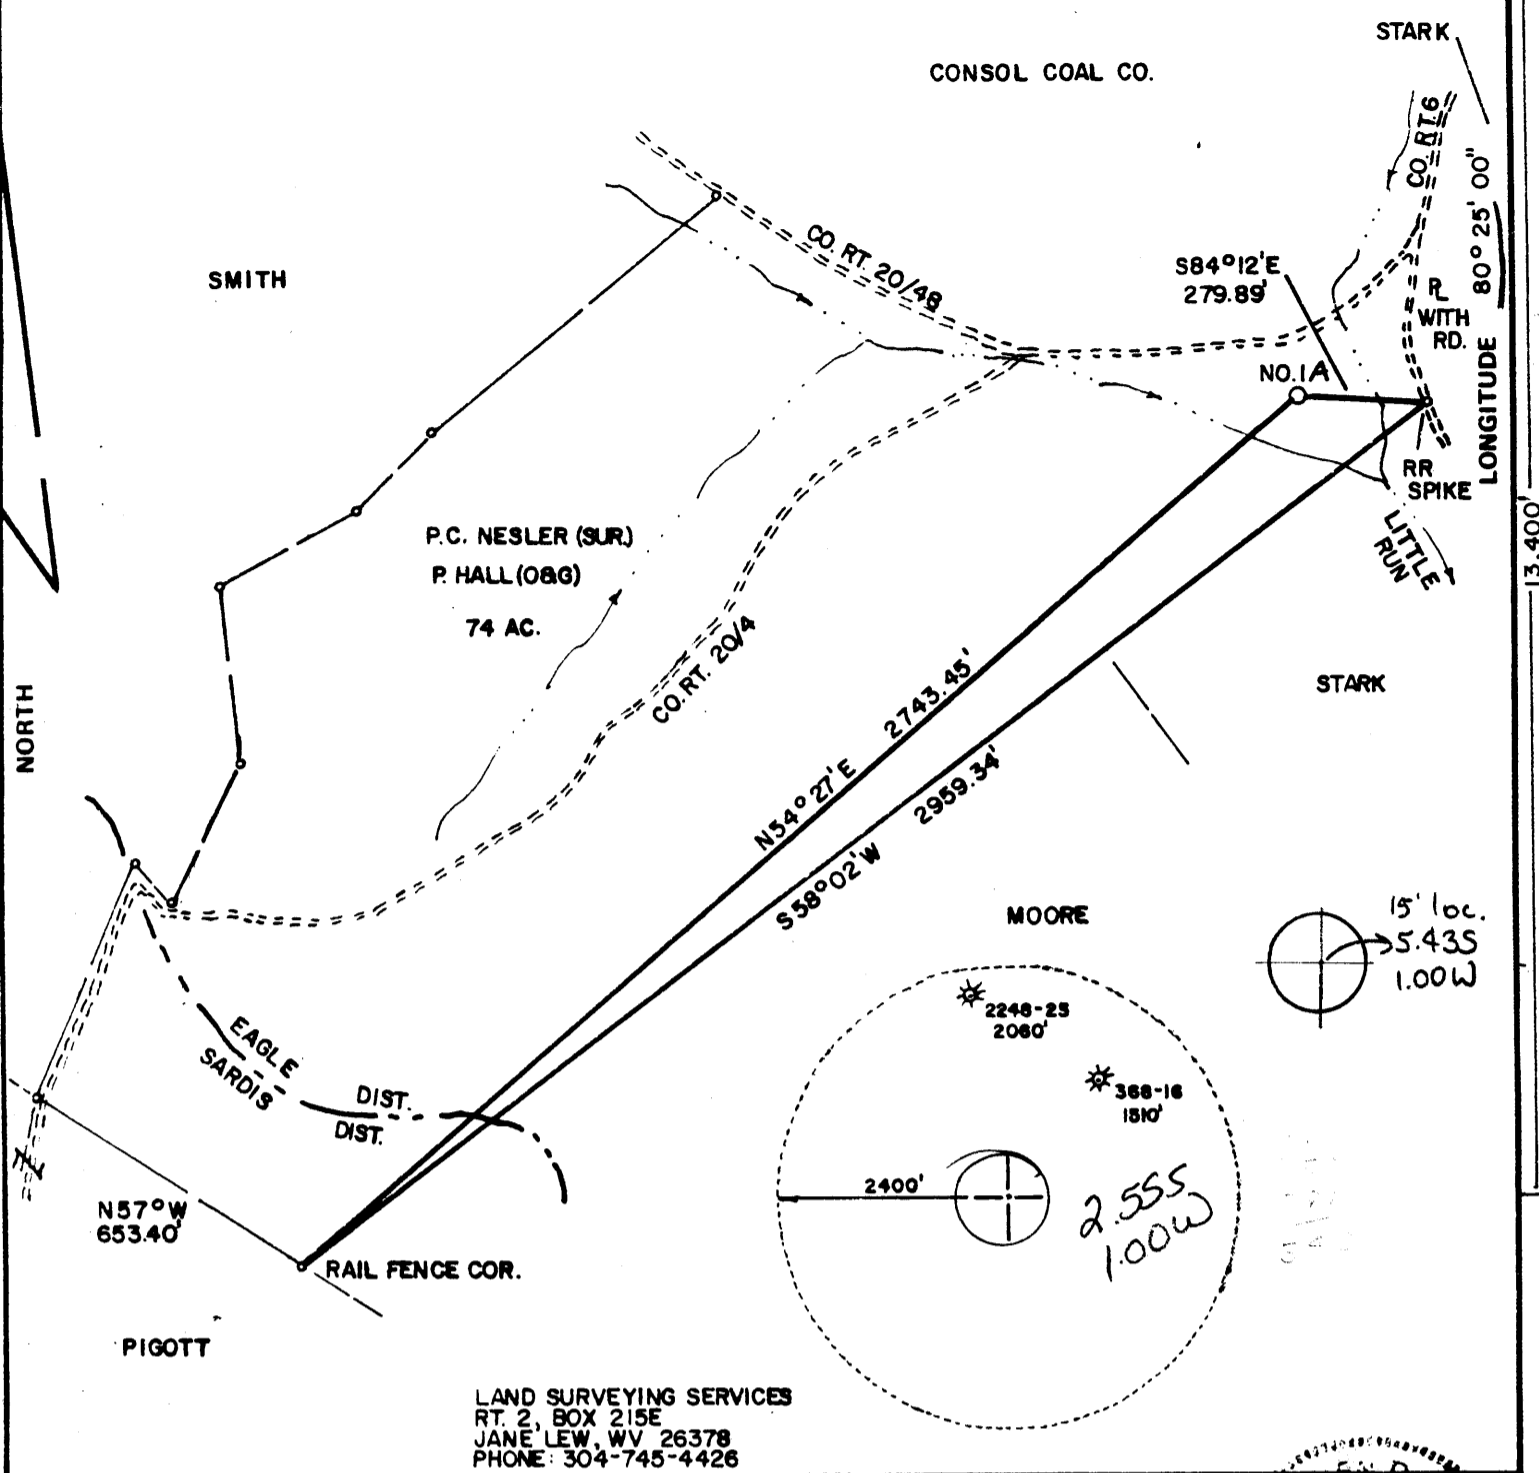 STARK
CONSOL COAL CO.
CO. RT. 6
80° 25' 00"
LONGITUDE
SMITH
CO. RT. 20/48
S84°12'E
279.89'
PL
WITH
RD.
NO. 1A
RR
SPIKE
LITTLE
RUN
13,400'
P.C. NESLER (SUR.)
P. HALL (O&G)
74 AC.
CO. RT. 20/4
NORTH
STARK
N54°27'E 2743.45'
S58°02'W 2959.34'
MOORE
15' loc.
5.43S
1.00W
2248-25
2060'
368-16
1510'
2400'
2.55S
1.00W
EAGLE DIST.
SARDIS DIST.
N57°W
653.40'
RAIL FENCE COR.
PIGOTT
LAND SURVEYING SERVICES
RT. 2, BOX 215E
JANE LEW, WV 26378
PHONE: 304-745-4426